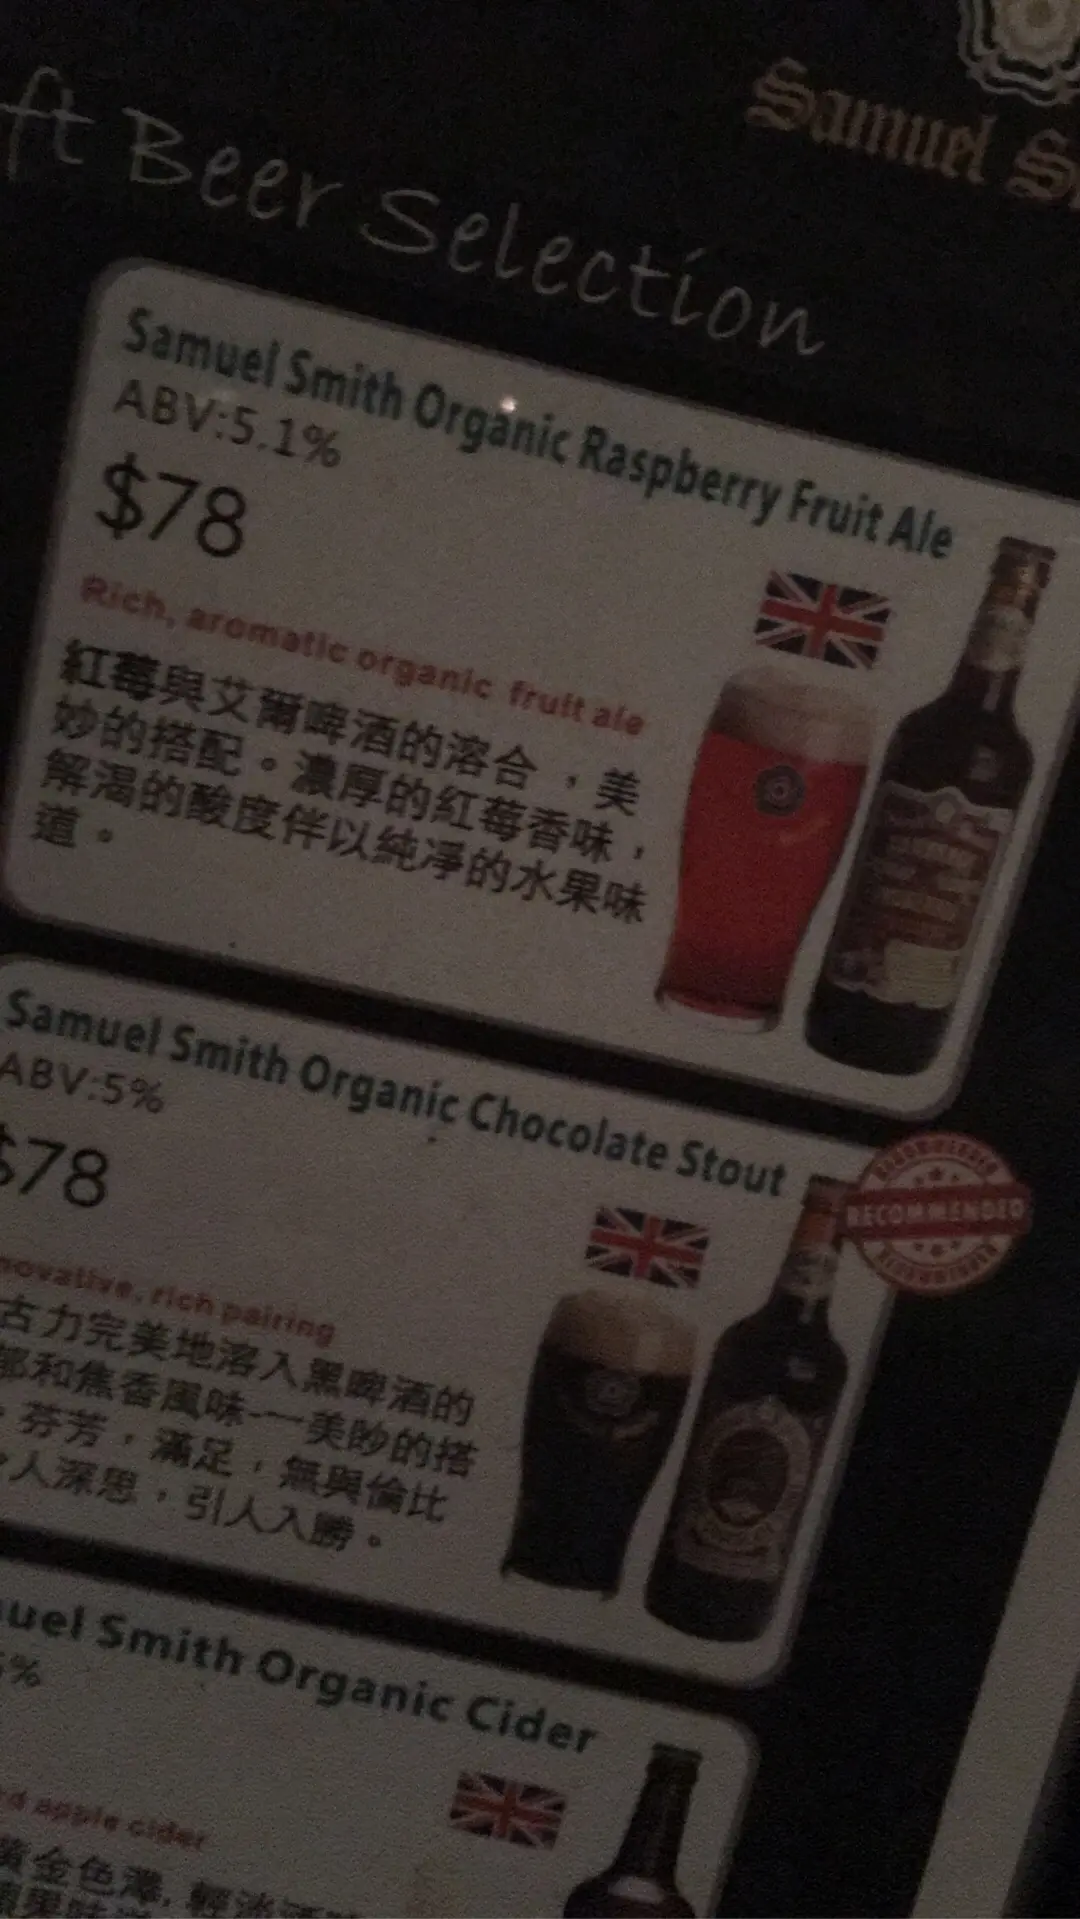 ft Beer Selection
Samuel
Samuel Smith Organic Raspberry Fruit Ale
ABV:5.1%
$78
Rich, aromatic organic fruit ale
紅莓與艾爾啤酒的溶合，美
妙的搭配。濃厚的紅莓香味，
解渴的酸度伴以純凈的水果味
道。
Samuel Smith Organic Chocolate Stout
ABV:5%
$78
RECOMMENDED
novative, rich pairing
古力完美地溶入黑啤酒的
郁和焦香風味-一美妙的搭
。芬芳，滿足，無與倫比
人深思，引人入勝。
uel Smith Organic Cider
%
apple cider
金色